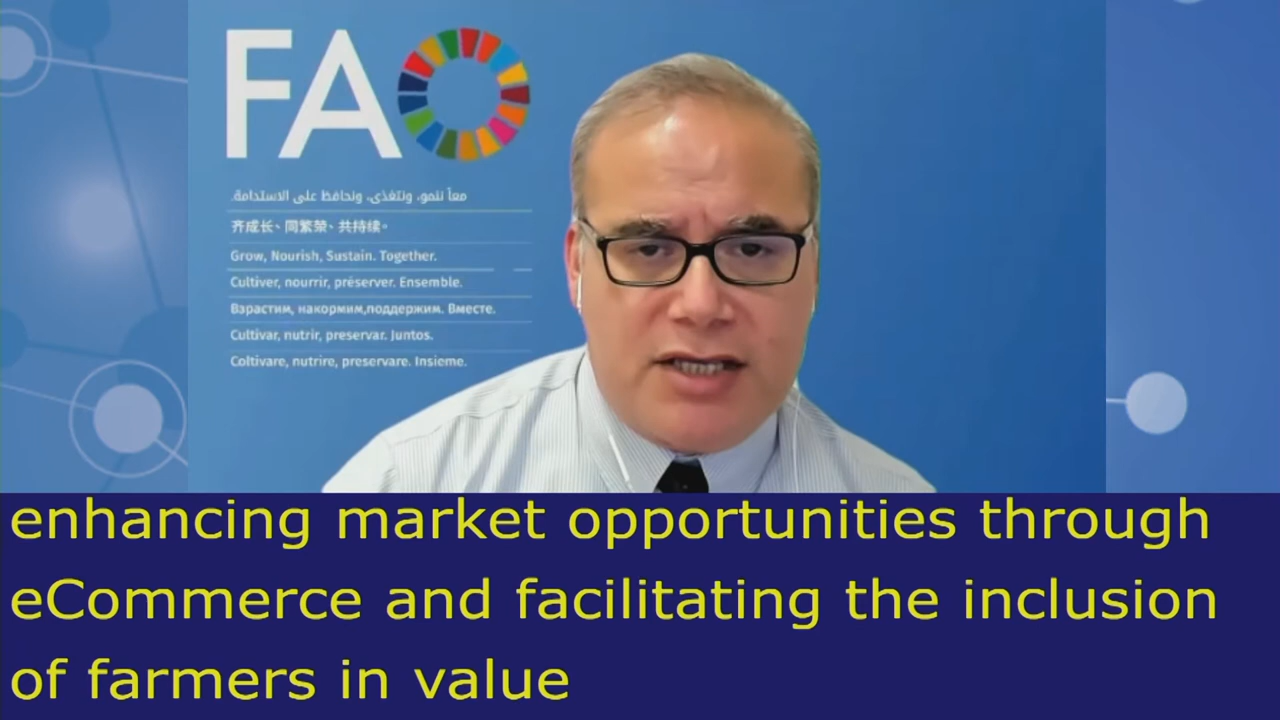 FAO
معاً ننمو، ونتغذى، ونحافظ على الاستدامة.
齐成长、同繁荣、共持续。
Grow, Nourish, Sustain. Together.
Cultiver, nourrir, préserver. Ensemble.
Взрастим, накормим,поддержим. Вместе.
Cultivar, nutrir, preservar. Juntos.
Coltivare, nutrire, preservare. Insieme.
enhancing market opportunities through
eCommerce and facilitating the inclusion
of farmers in value